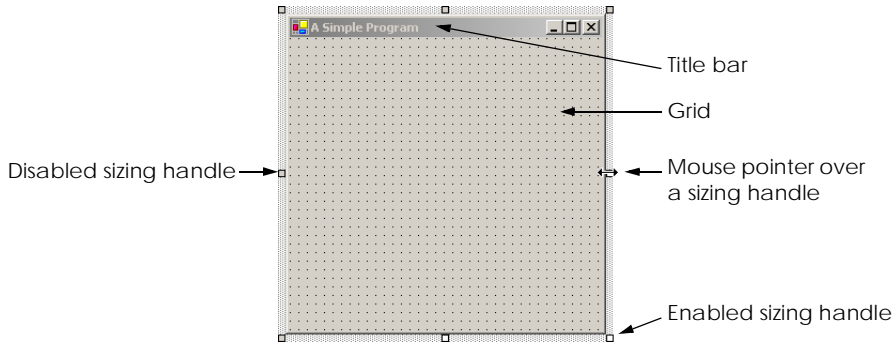 A Simple Program
Title bar
Grid
Disabled sizing handle
Mouse pointer over
a sizing handle
Enabled sizing handle